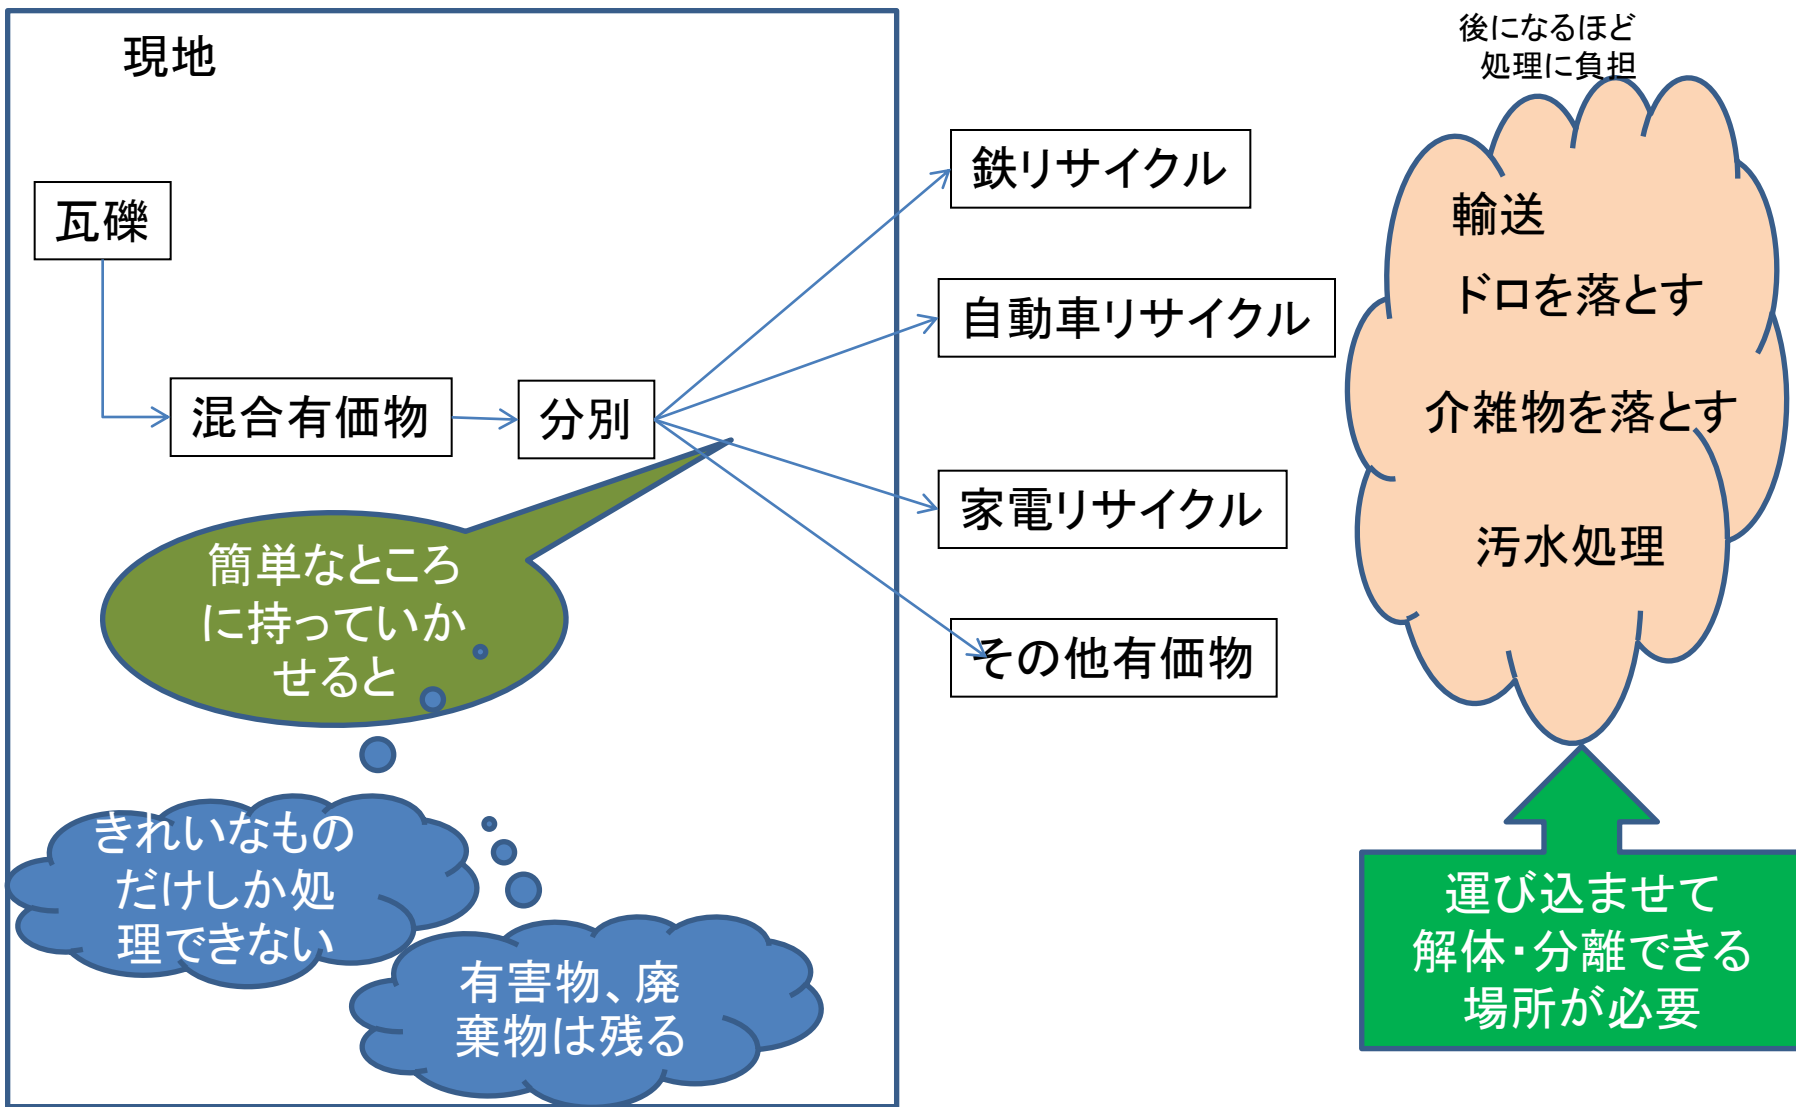 現地
後になるほど
処理に負担
瓦礫
混合有価物
分別
鉄リサイクル
自動車リサイクル
家電リサイクル
その他有価物
輸送
ドロを落とす
介雑物を落とす
汚水処理
簡単なところ
に持っていか
せると
きれいなもの
だけしか処
理できない
有害物、廃
棄物は残る
運び込ませて
解体・分離できる
場所が必要